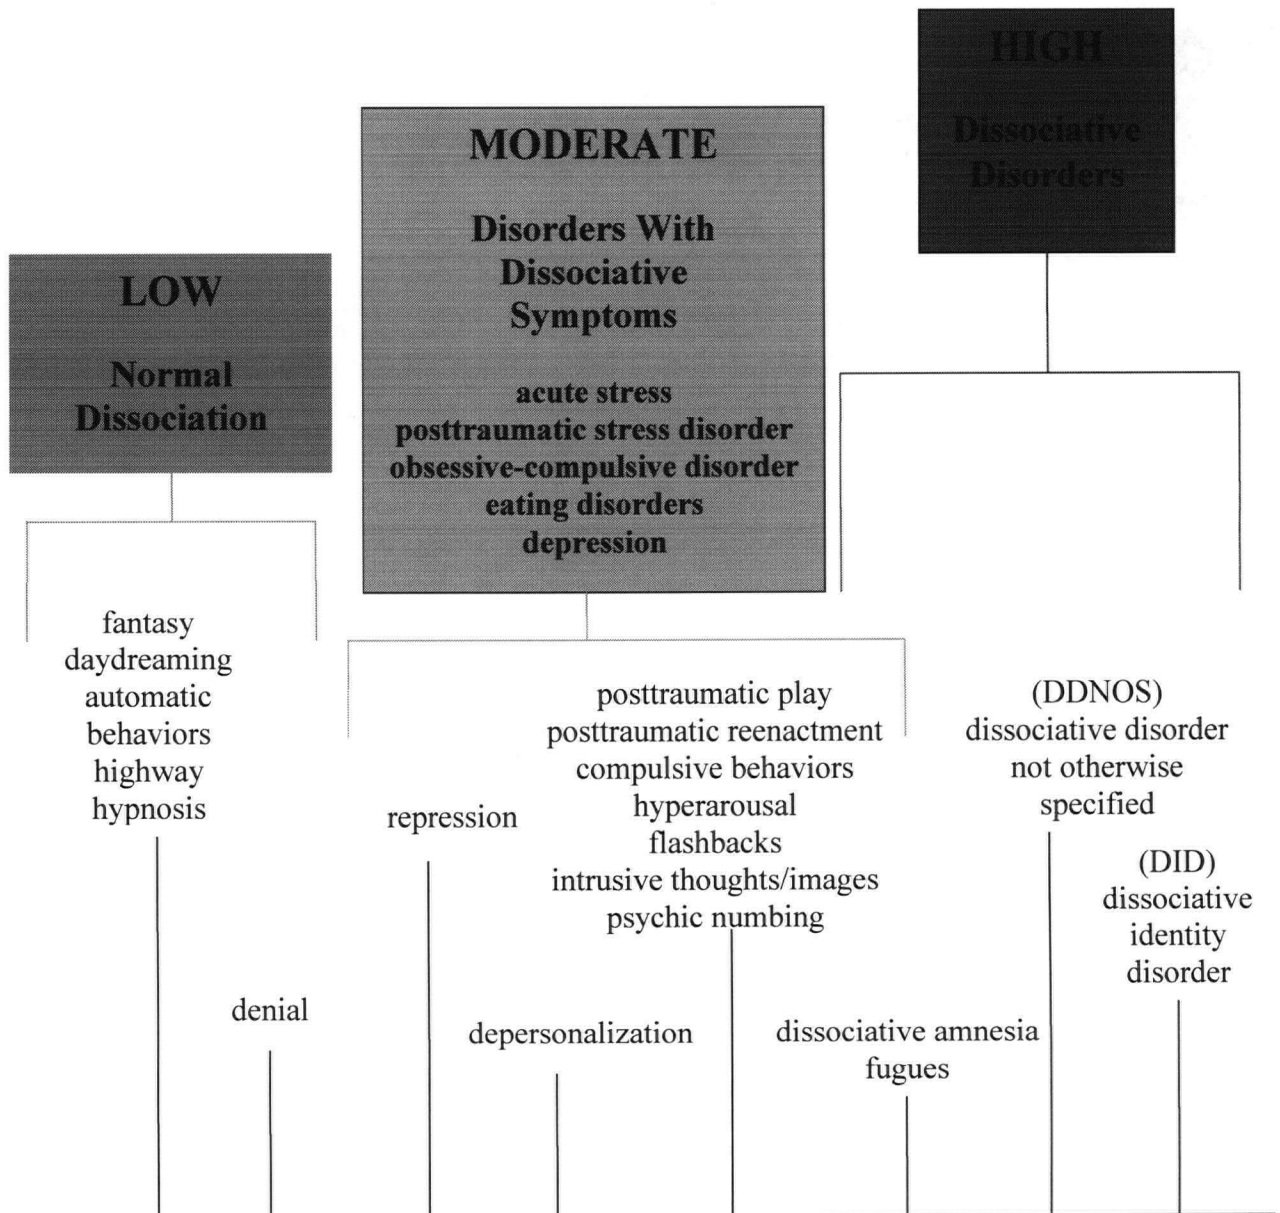 LOW
Normal
Dissociation
fantasy
daydreaming
automatic
behaviors
highway
hypnosis
denial
MODERATE
Disorders With
Dissociative
Symptoms
acute stress
posttraumatic stress disorder
obsessive-compulsive disorder
eating disorders
depression
repression
depersonalization
posttraumatic play
posttraumatic reenactment
compulsive behaviors
hyperarousal
flashbacks
intrusive thoughts/images
psychic numbing
HIGH
Dissociative
Disorders
dissociative amnesia
fugues
(DDNOS)
dissociative disorder
not otherwise
specified
(DID)
dissociative
identity
disorder